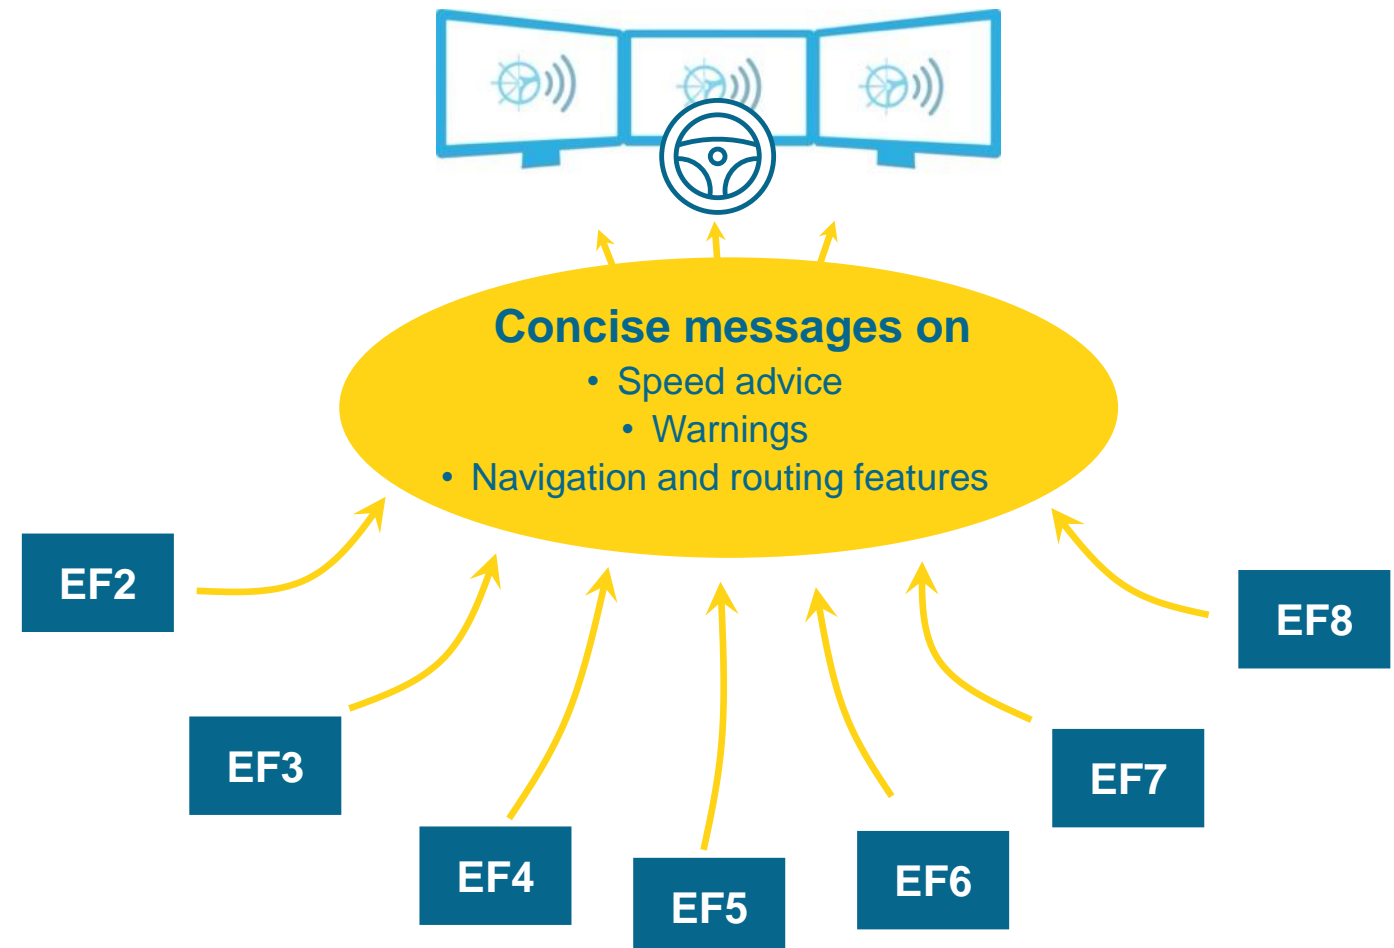 Concise messages on
• Speed advice
• Warnings
• Navigation and routing features
EF2
EF8
EF3
EF7
EF4
EF6
EF5